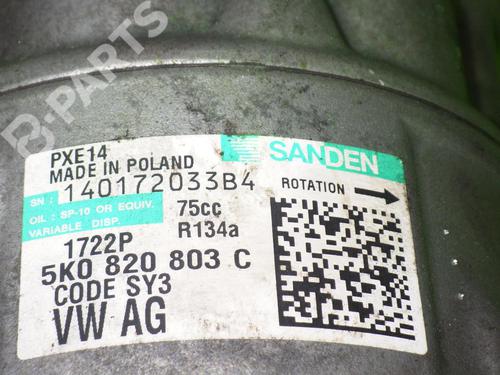 B-PARTS
PXE14
MADE IN POLAND
SANDEN
SN :
140172033B4
ROTATION
OIL : SP-10 OR EQUIV.
VARIABLE DISP.
75cc
R134a
1722P
5K0 820 803 C
CODE SY3
VW AG